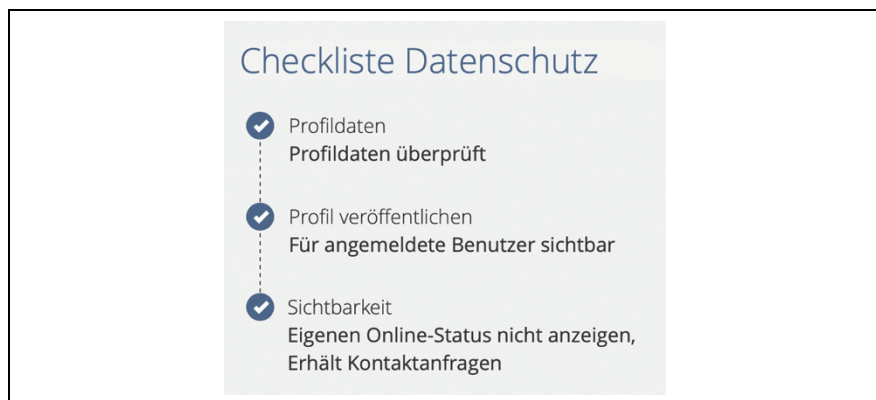 Checkliste Datenschutz
Profildaten
Profildaten überprüft
Profil veröffentlichen
Für angemeldete Benutzer sichtbar
Sichtbarkeit
Eigenen Online-Status nicht anzeigen,
Erhält Kontaktanfragen